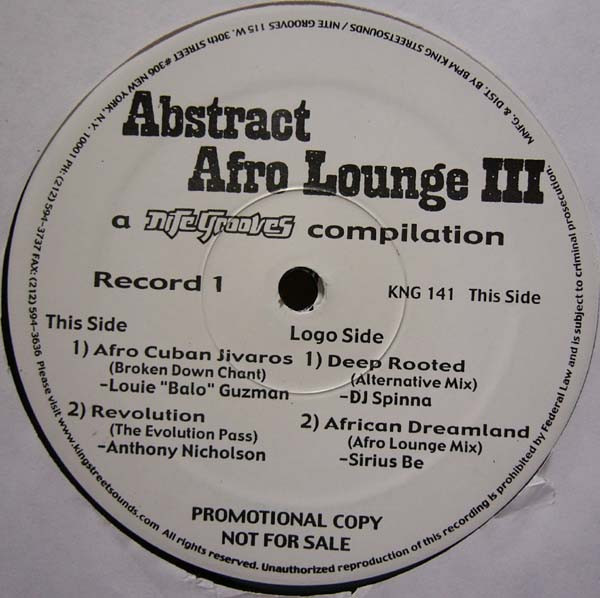 Abstract
Afro Lounge III
a nite grooves compilation
Record 1
KNG 141 This Side
This Side
1) Afro Cuban Jivaros
(Broken Down Chant)
-Louie "Balo" Guzman
2) Revolution
(The Evolution Pass)
-Anthony Nicholson
Logo Side
1) Deep Rooted
(Alternative Mix)
-DJ Spinna
2) African Dreamland
(Afro Lounge Mix)
-Sirius Be
PROMOTIONAL COPY
NOT FOR SALE
MNFG. & DIST. BY BPM KING STREETSOUNDS / NITE GROOVES 115 W. 30th STREET #306 NEW YORK, N.Y. 10001 PH: (212) 594-3737 FAX: (212) 594-3636 Please visit www.kingstreetsounds.com All rights reserved. Unauthorized reproduction of this recording is prohibited by Federal Law and is subject to criminal prosecution.